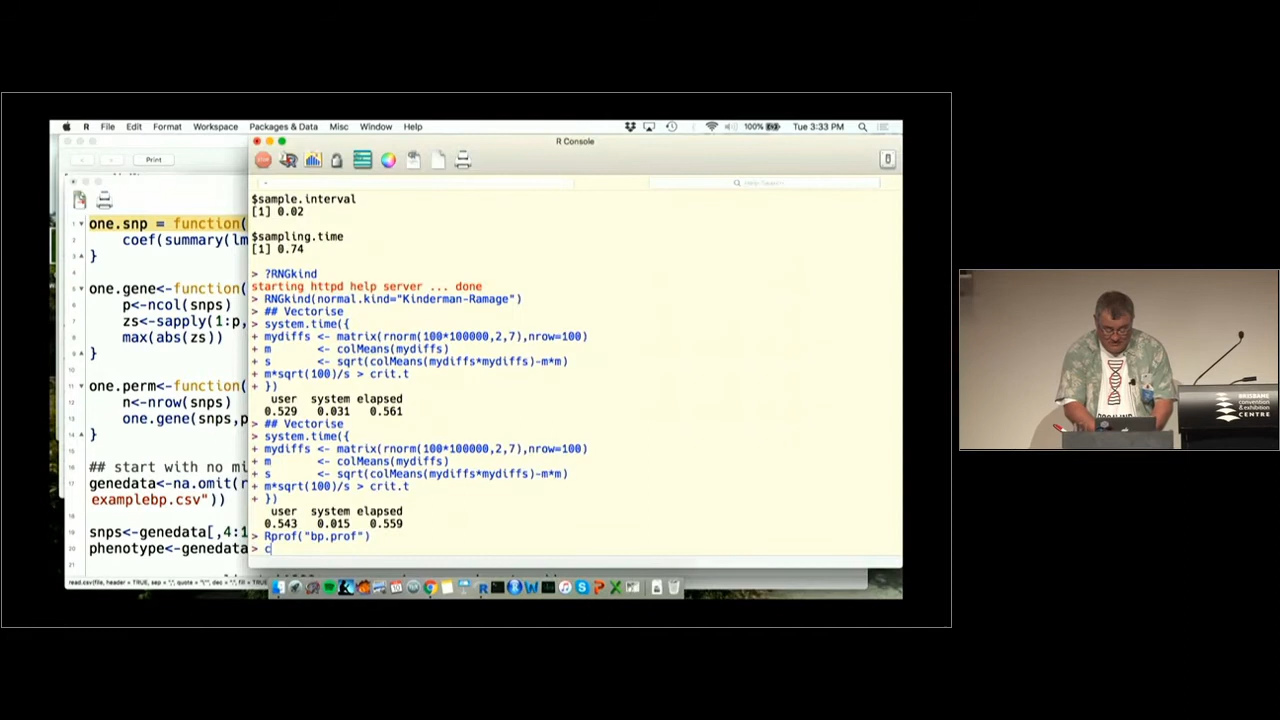 R File Edit Format Workspace Packages & Data Misc Window Help 100% Tue 3:33 PM
R Console
Print
one.snp = function(
coef(summary(lm
}
one.gene<-function(
p<-ncol(snps)
zs<-sapply(1:p,
max(abs(zs))
}
one.perm<-function(
n<-nrow(snps)
one.gene(snps,p
}
## start with no mi
genedata<-na.omit(r
examplebp.csv"))
snps<-genedata[,4:1
phenotype<-genedata
$sample.interval
[1] 0.02
$sampling.time
[1] 0.74
> ?RNGkind
starting httpd help server ... done
> RNGkind(normal.kind="Kinderman-Ramage")
> ## Vectorise
> system.time({
+ mydiffs <- matrix(rnorm(100*100000,2,7),nrow=100)
+ m <- colMeans(mydiffs)
+ s <- sqrt(colMeans(mydiffs*mydiffs)-m*m)
+ m*sqrt(100)/s > crit.t
+ })
user system elapsed
0.529 0.031 0.561
> ## Vectorise
> system.time({
+ mydiffs <- matrix(rnorm(100*100000,2,7),nrow=100)
+ m <- colMeans(mydiffs)
+ s <- sqrt(colMeans(mydiffs*mydiffs)-m*m)
+ m*sqrt(100)/s > crit.t
+ })
user system elapsed
0.543 0.015 0.559
> Rprof("bp.prof")
> c
BRISBANE
convention
& exhibition
CENTRE